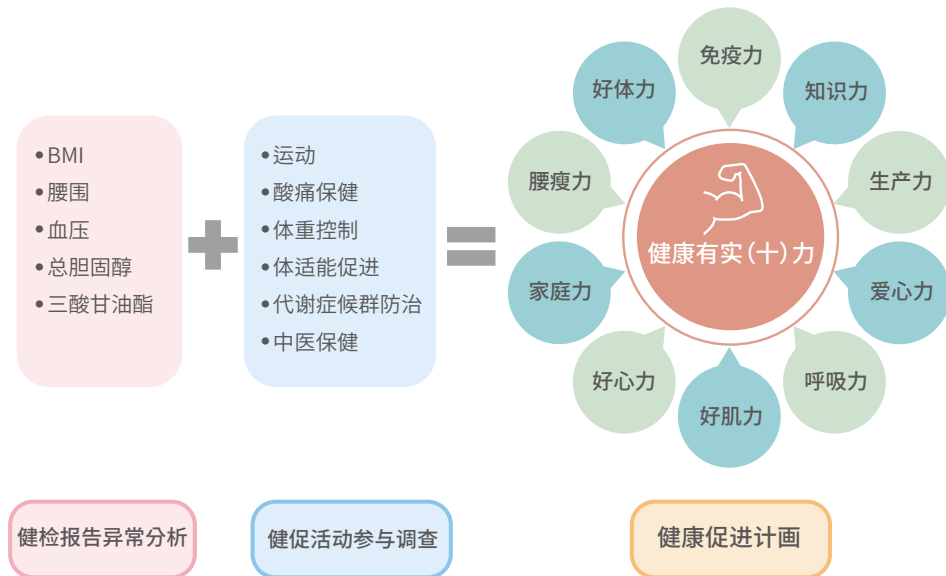 •BMI
•腰围
•血压
•总胆固醇
•三酸甘油酯
•运动
•酸痛保健
•体重控制
•体适能促进
•代谢症候群防治
•中医保健
免疫力
知识力
生产力
爱心力
呼吸力
好肌力
好心力
家庭力
腰瘦力
好体力
健康有实(十)力
健检报告异常分析
健促活动参与调查
健康促进计画